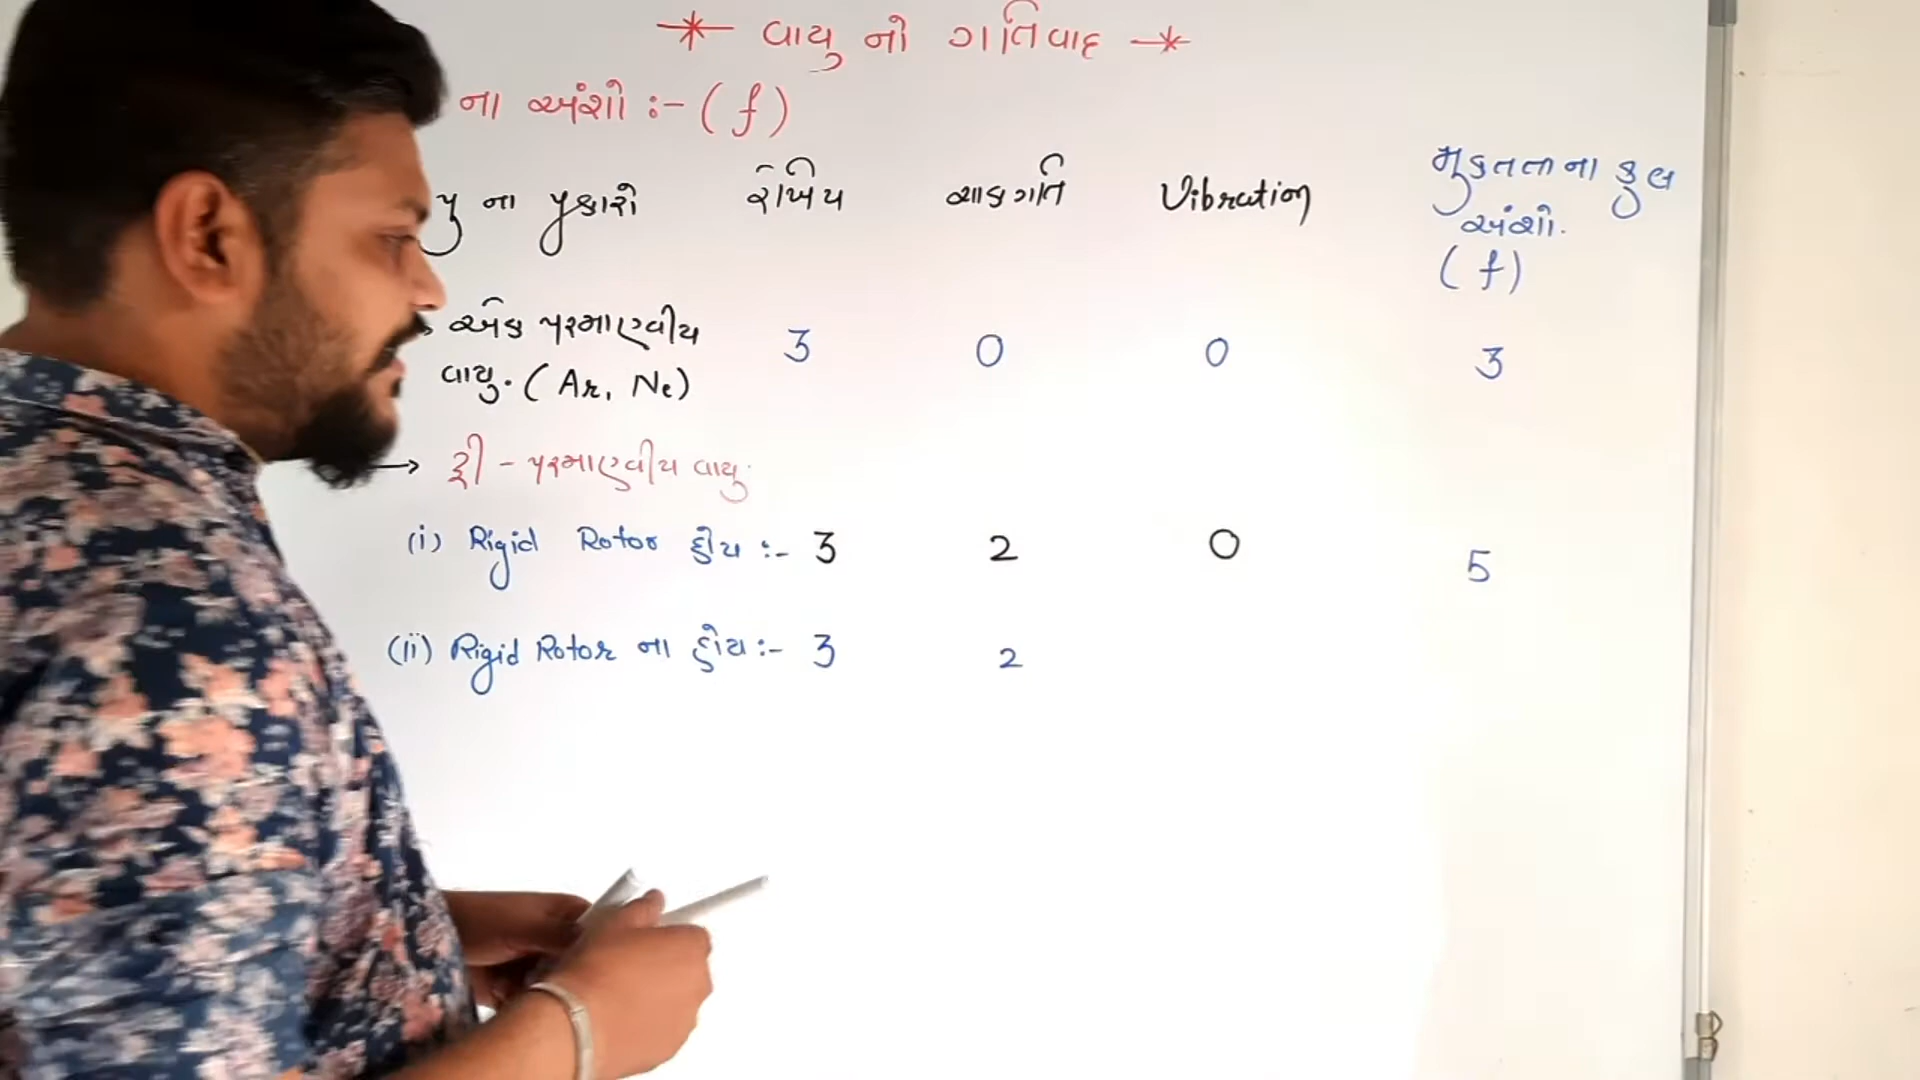 વાયુ નો ગતિવાદ
ના અંશો :- (f)
યુ ના પ્રકારો રેખીય ચાકગતિ Vibration મુક્તતાના કુલ
અંશો.
(f)
એક પરમાણ્વીય 3 0 0 3
વાયુ. (Ar, Ne)
→ દ્વી - પરમાણ્વીય વાયુ.
(i) Rigid Rotor હોય :- 3 2 0 5
(ii) Rigid Rotor ના હોય :- 3 2